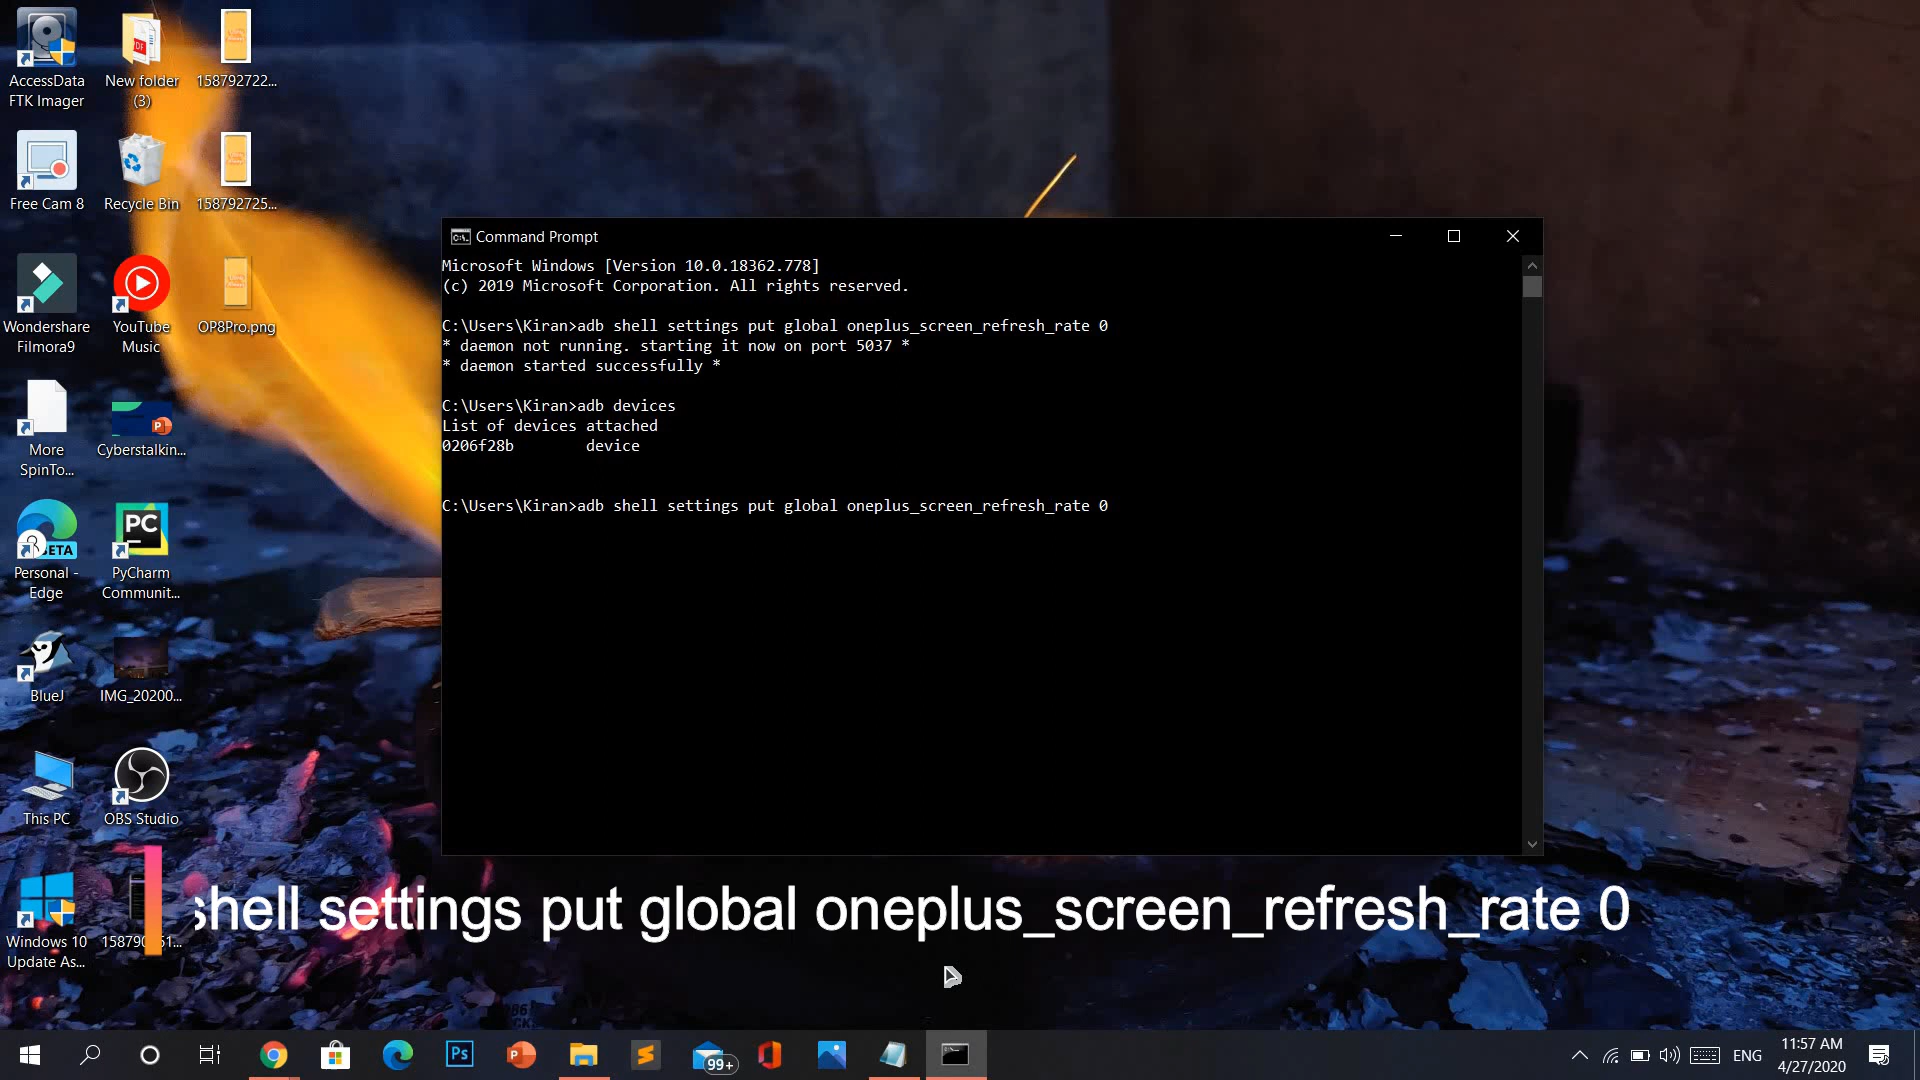 AccessData
FTK Imager
New folder
(3)
158792722...
Free Cam 8
Recycle Bin
158792725...
Wondershare
Filmora9
YouTube
Music
OP8Pro.png
More
SpinTo...
Cyberstalkin...
PDF
P
BETA
PC
Personal -
Edge
PyCharm
Communit...
BlueJ
IMG_20200...
This PC
OBS Studio
Windows 10
Update As...
Command Prompt
Microsoft Windows [Version 10.0.18362.778]
(c) 2019 Microsoft Corporation. All rights reserved.
C:\Users\Kiran>adb shell settings put global oneplus_screen_refresh_rate 0
* daemon not running. starting it now on port 5037 *
* daemon started successfully *
C:\Users\Kiran>adb devices
List of devices attached
0206f28b        device
C:\Users\Kiran>adb shell settings put global oneplus_screen_refresh_rate 0
shell settings put global oneplus_screen_refresh_rate 0
Ps
P
99+
ENG
11:57 AM
4/27/2020